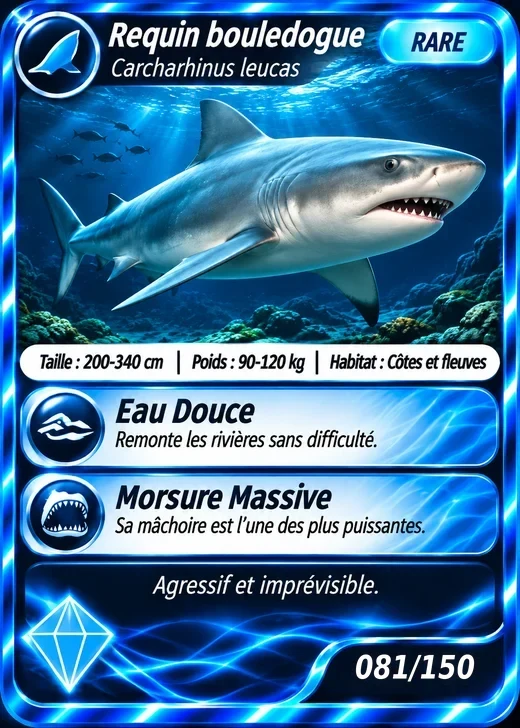 Requin bouledogue
RARE
Carcharhinus leucas
Taille : 200-340 cm | Poids : 90-120 kg | Habitat : Côtes et fleuves
Eau Douce
Remonte les rivières sans difficulté.
Morsure Massive
Sa mâchoire est l'une des plus puissantes.
Agressif et imprévisible.
081/150